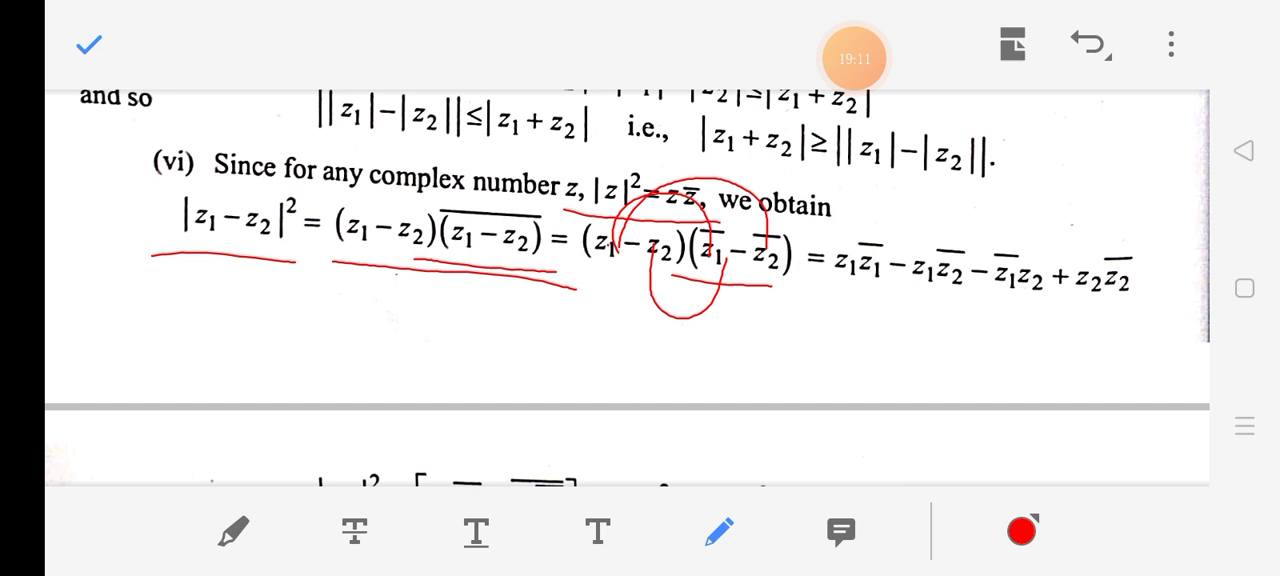 19:11
and so
||z₁|−|z₂||≤|z₁+z₂| i.e., |z₁+z₂|≥||z₁|−|z₂||.
(vi) Since for any complex number z, |z|²=zz̅, we obtain
|z₁−z₂|² = (z₁−z₂)(z₁−z₂)̅ = (z₁−z₂)(z̅₁−z̅₂) = z₁z̅₁−z₁z̅₂−z̅₁z₂+z₂z̅₂
T T T